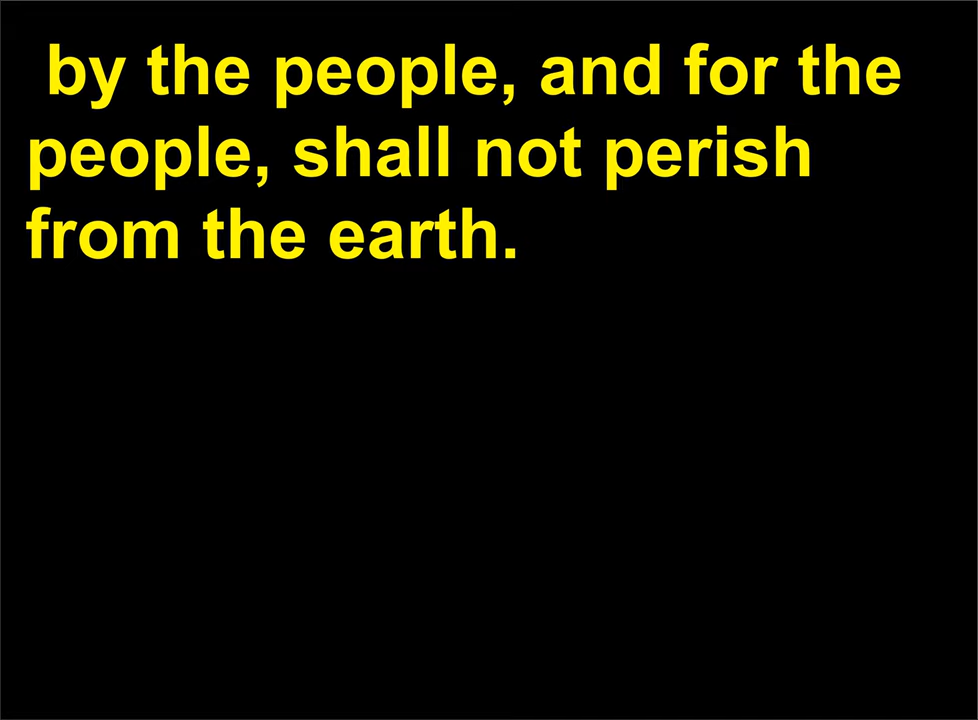 by the people, and for the
people, shall not perish
from the earth.